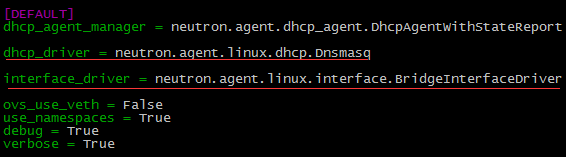 [DEFAULT]
dhcp_agent_manager = neutron.agent.dhcp_agent.DhcpAgentWithStateReport
dhcp_driver = neutron.agent.linux.dhcp.Dnsmasq
interface_driver = neutron.agent.linux.interface.BridgeInterfaceDriver
ovs_use_veth = False
use_namespaces = True
debug = True
verbose = True